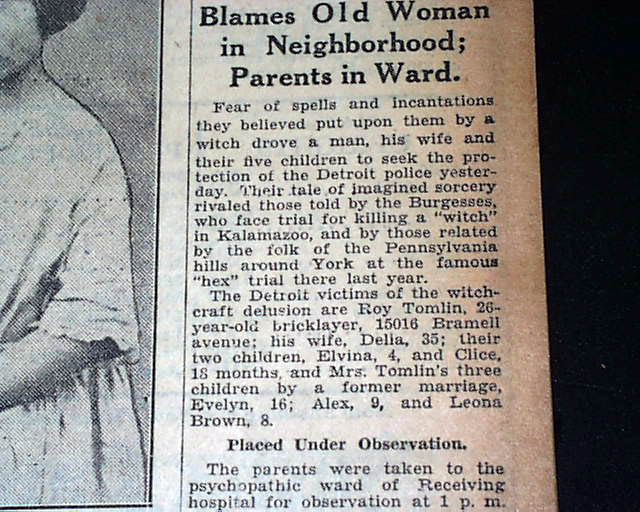 Blames Old Woman
in Neighborhood;
Parents in Ward.
Fear of spells and incantations
they believed put upon them by a
witch drove a man, his wife and
their five children to seek the pro-
tection of the Detroit police yester-
day. Their tale of imagined sorcery
rivaled those told by the Burgesses,
who face trial for killing a "witch"
in Kalamazoo, and by those related
by the folk of the Pennsylvania
hills around York at the famous
"hex" trial there last year.
The Detroit victims of the witch-
craft delusion are Roy Tomlin, 26-
year-old bricklayer, 15016 Bramell
avenue; his wife, Delia, 35; their
two children, Elvina, 4, and Clice,
18 months, and Mrs. Tomlin's three
children by a former marriage,
Evelyn, 16; Alex, 9, and Leona
Brown, 8.
Placed Under Observation.
The parents were taken to the
psychopathic ward of Receiving
hospital for observation at 1 p. m.